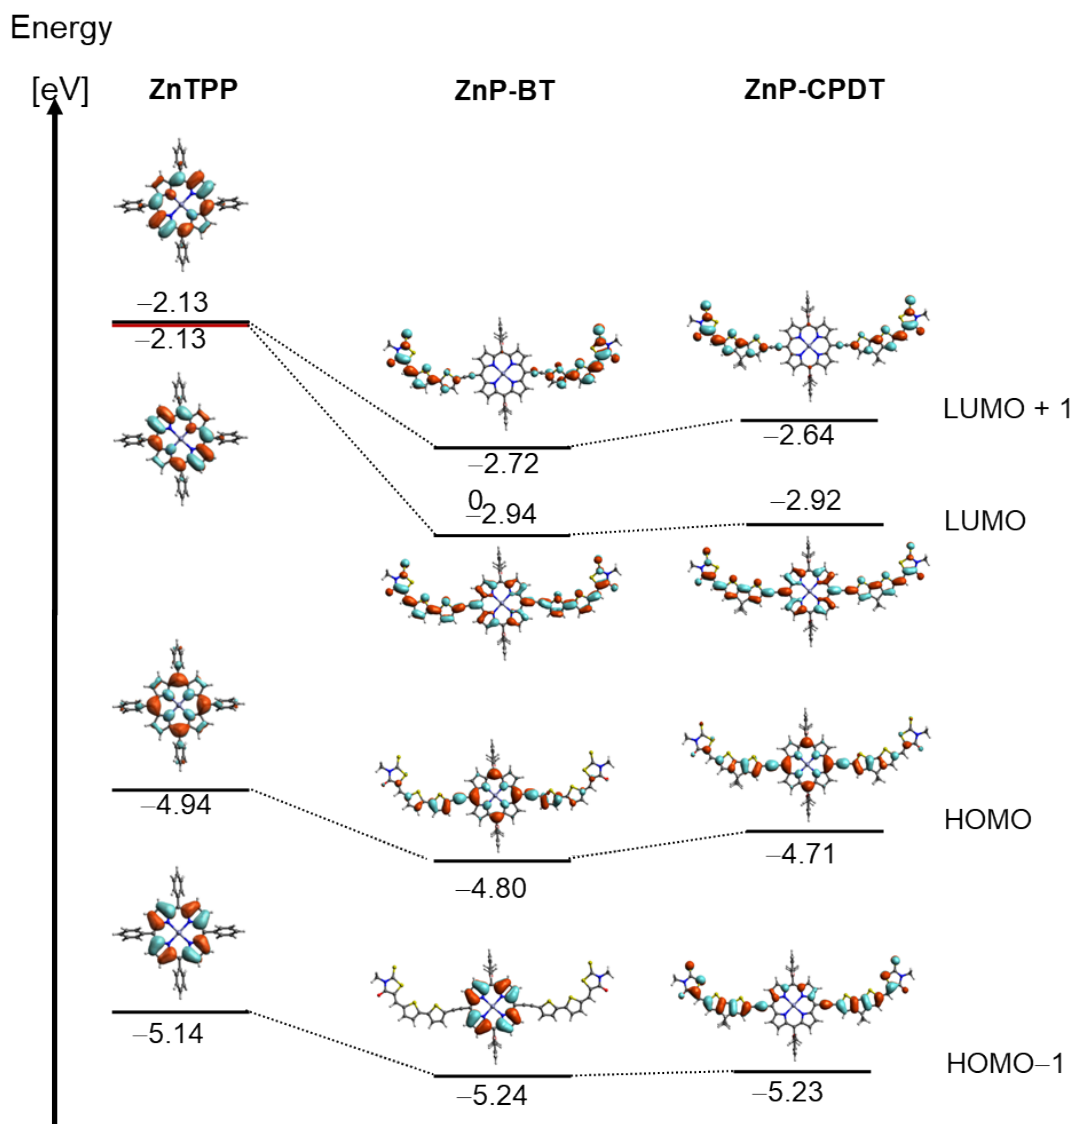 Energy
[eV]
ZnTPP
ZnP-BT
ZnP-CPDT
−2.13
−2.13
−2.72
−2.64
LUMO + 1
0
−2.94
−2.92
LUMO
−4.94
−4.80
−4.71
HOMO
−5.14
−5.24
−5.23
HOMO−1